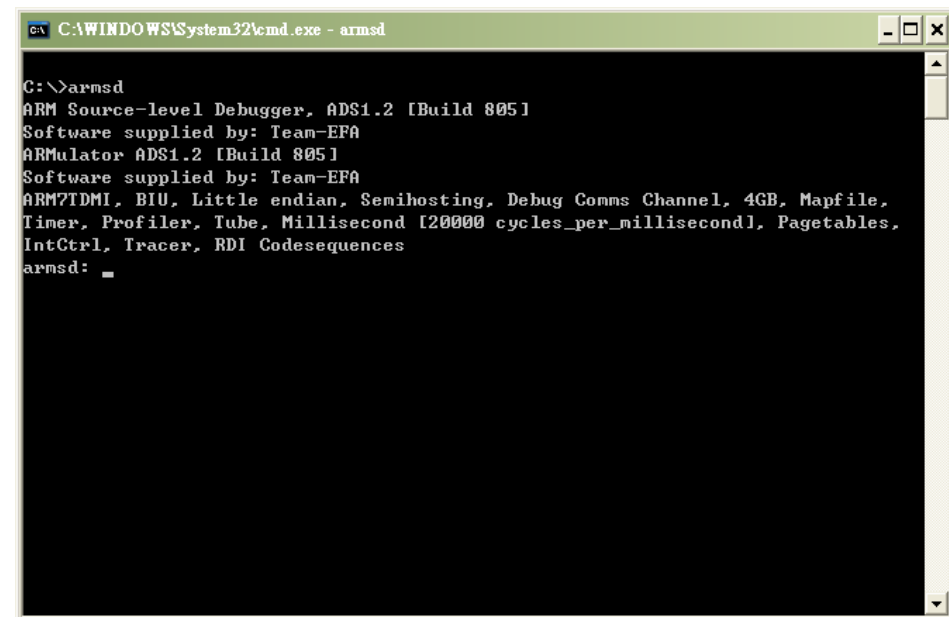 C:\WINDOWS\System32\cmd.exe - armsd
C:\>armsd
ARM Source-level Debugger, ADS1.2 [Build 805]
Software supplied by: Team-EFA
ARMulator ADS1.2 [Build 805]
Software supplied by: Team-EFA
ARM7TDMI, BIU, Little endian, Semihosting, Debug Comms Channel, 4GB, Mapfile,
Timer, Profiler, Tube, Millisecond [20000 cycles_per_millisecond], Pagetables,
IntCtrl, Tracer, RDI Codesequences
armsd: _